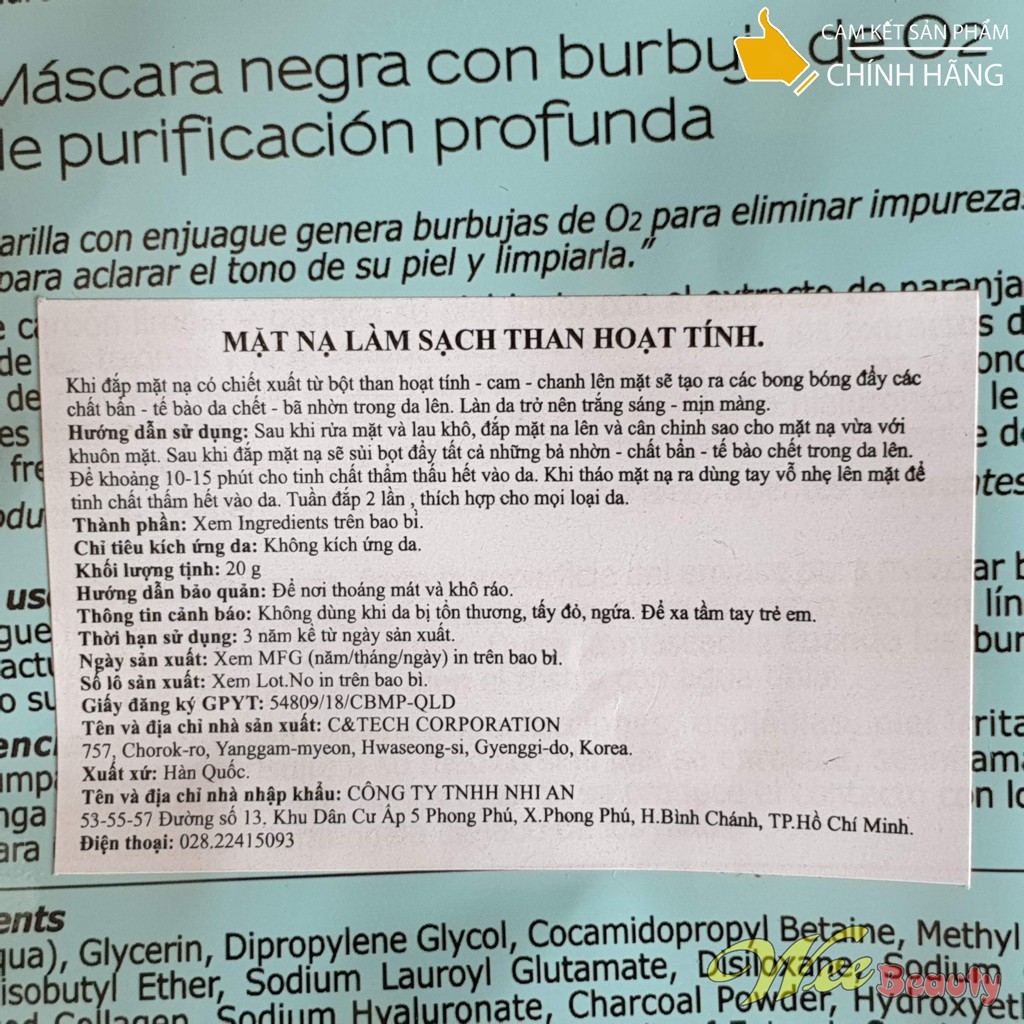 CAM KẾT SẢN PHẨM
CHÍNH HÃNG
Máscara negra con burbuja de O2
de purificación profunda
arilla con enjuague genera burbujas de O2 para eliminar impureza
para aclarar el tono de su piel y limpiarla."
extracto de naranja
MẶT NẠ LÀM SẠCH THAN HOẠT TÍNH.
Khi đắp mặt nạ có chiết xuất từ bột than hoạt tính - cam - chanh lên mặt sẽ tạo ra các bong bóng đẩy các
chất bẩn - tế bào da chết - bã nhờn trong da lên. Làn da trở nên trắng sáng - mịn màng.
Hướng dẫn sử dụng: Sau khi rửa mặt và lau khô, đắp mặt na lên và cân chỉnh sao cho mặt nạ vừa với
khuôn mặt. Sau khi đắp mặt nạ sẽ sủi bọt đẩy tất cả những bả nhờn - chất bẩn - tế bào chết trong da lên.
Để khoảng 10-15 phút cho tinh chất thẩm thấu hết vào da. Khi tháo mặt nạ ra dùng tay vỗ nhẹ lên mặt để
tinh chất thấm hết vào da. Tuần đắp 2 lần , thích hợp cho mọi loại da.
Thành phần: Xem Ingredients trên bao bì.
Chỉ tiêu kích ứng da: Không kích ứng da.
Khối lượng tịnh: 20 g
Hướng dẫn bảo quản: Để nơi thoáng mát và khô ráo.
Thông tin cảnh báo: Không dùng khi da bị tổn thương, tấy đỏ, ngứa. Để xa tầm tay trẻ em.
Thời hạn sử dụng: 3 năm kể từ ngày sản xuất.
Ngày sản xuất: Xem MFG (năm/tháng/ngày) in trên bao bì.
Số lô sản xuất: Xem Lot.No in trên bao bì.
Giấy đăng ký GPYT: 54809/18/CBMP-QLD
Tên và địa chỉ nhà sản xuất: C&TECH CORPORATION
757, Chorok-ro, Yanggam-myeon, Hwaseong-si, Gyenggi-do, Korea.
Xuất xứ: Hàn Quốc.
Tên và địa chỉ nhà nhập khẩu: CÔNG TY TNHH NHI AN
53-55-57 Đường số 13. Khu Dân Cư Ấp 5 Phong Phú, X.Phong Phú, H.Bình Chánh, TP.Hồ Chí Minh.
Điện thoại: 028.22415093
ents
qua), Glycerin, Dipropylene Glycol, Cocamidopropyl Betaine, Methyl
isobutyl Ether, Sodium Lauroyl Glutamate, Disiloxane, Sodium
Collagen, Sodium Hyaluronate, Charcoal Powder, Hydroxyeth
Beauty